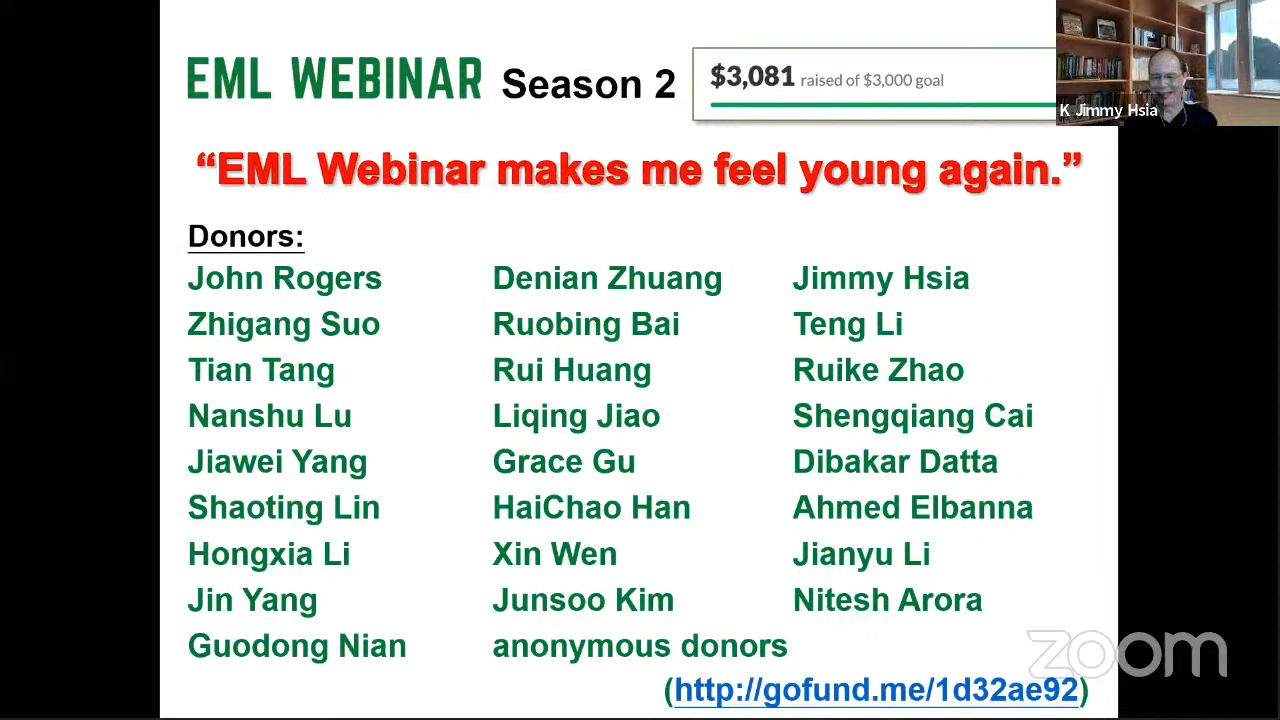 EML WEBINAR Season 2
$3,081 raised of $3,000 goal
K Jimmy Hsia
“EML Webinar makes me feel young again.”
Donors:
John Rogers Denian Zhuang Jimmy Hsia
Zhigang Suo Ruobing Bai Teng Li
Tian Tang Rui Huang Ruike Zhao
Nanshu Lu Liqing Jiao Shengqiang Cai
Jiawei Yang Grace Gu Dibakar Datta
Shaoting Lin HaiChao Han Ahmed Elbanna
Hongxia Li Xin Wen Jianyu Li
Jin Yang Junsoo Kim Nitesh Arora
Guodong Nian anonymous donors
zoom
(http://gofund.me/1d32ae92)